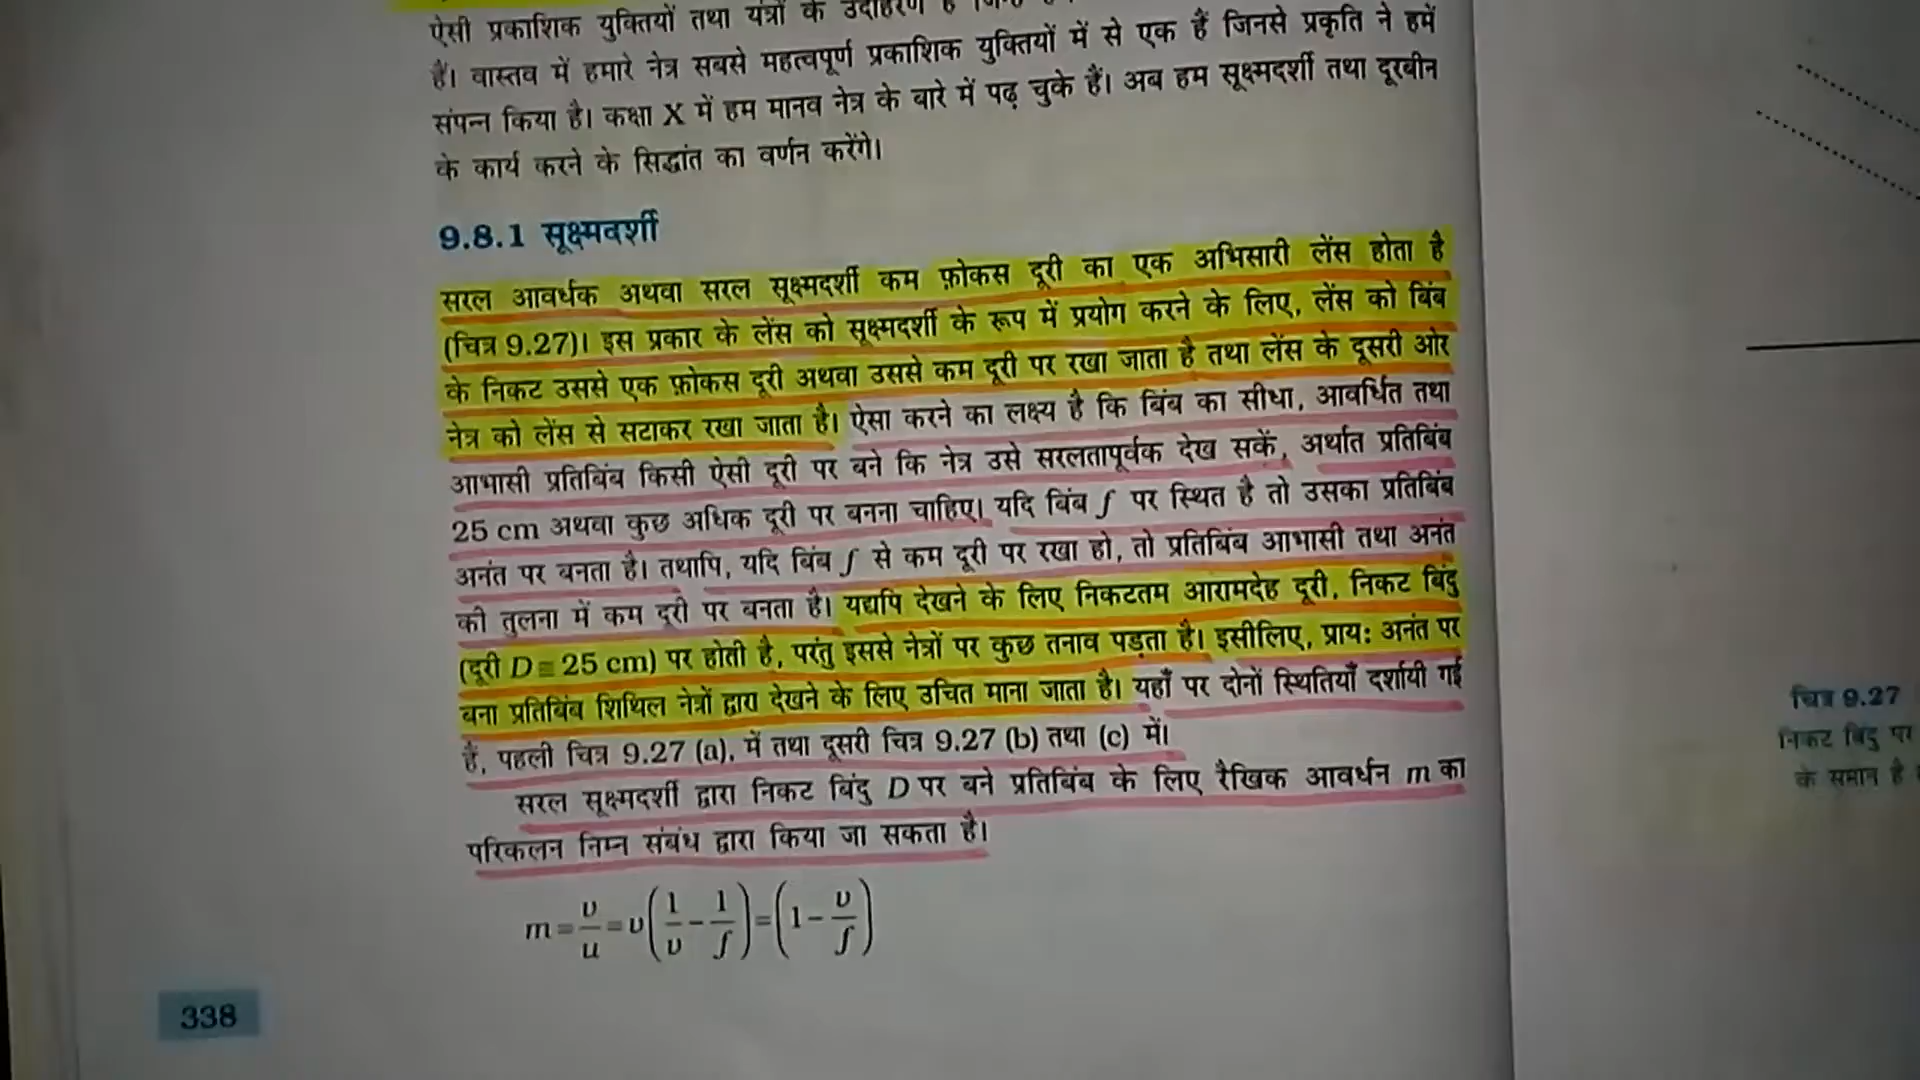 ऐसी प्रकाशिक युक्तियों तथा यंत्रों के उदाहरण हैं
हैं। वास्तव में हमारे नेत्र सबसे महत्वपूर्ण प्रकाशिक युक्तियों में से एक हैं जिनसे प्रकृति ने हमें
संपन्न किया है। कक्षा X में हम मानव नेत्र के बारे में पढ़ चुके हैं। अब हम सूक्ष्मदर्शी तथा दूरबीन
के कार्य करने के सिद्धांत का वर्णन करेंगे।
9.8.1 सूक्ष्मदर्शी
सरल आवर्धक अथवा सरल सूक्ष्मदर्शी कम फ़ोकस दूरी का एक अभिसारी लेंस होता है
(चित्र 9.27)। इस प्रकार के लेंस को सूक्ष्मदर्शी के रूप में प्रयोग करने के लिए, लेंस को बिंब
के निकट उससे एक फ़ोकस दूरी अथवा उससे कम दूरी पर रखा जाता है तथा लेंस के दूसरी ओर
नेत्र को लेंस से सटाकर रखा जाता है। ऐसा करने का लक्ष्य है कि बिंब का सीधा, आवर्धित तथा
आभासी प्रतिबिंब किसी ऐसी दूरी पर बने कि नेत्र उसे सरलतापूर्वक देख सकें, अर्थात प्रतिबिंब
25 cm अथवा कुछ अधिक दूरी पर बनना चाहिए। यदि बिंब f पर स्थित है तो उसका प्रतिबिंब
अनंत पर बनता है। तथापि, यदि बिंब f से कम दूरी पर रखा हो, तो प्रतिबिंब आभासी तथा अनंत
की तुलना में कम दूरी पर बनता है। यद्यपि देखने के लिए निकटतम आरामदेह दूरी, निकट बिंदु
(दूरी D ≅ 25 cm) पर होती है, परंतु इससे नेत्रों पर कुछ तनाव पड़ता है। इसीलिए, प्राय: अनंत पर
बना प्रतिबिंब शिथिल नेत्रों द्वारा देखने के लिए उचित माना जाता है। यहाँ पर दोनों स्थितियाँ दर्शायी गई
हैं, पहली चित्र 9.27 (a), में तथा दूसरी चित्र 9.27 (b) तथा (c) में।
सरल सूक्ष्मदर्शी द्वारा निकट बिंदु D पर बने प्रतिबिंब के लिए रैखिक आवर्धन m का
परिकलन निम्न संबंध द्वारा किया जा सकता है।
m = υ/u = υ(1/υ − 1/f) = (1 − υ/f)
338
चित्र 9.27
निकट बिंदु पर
के समान है